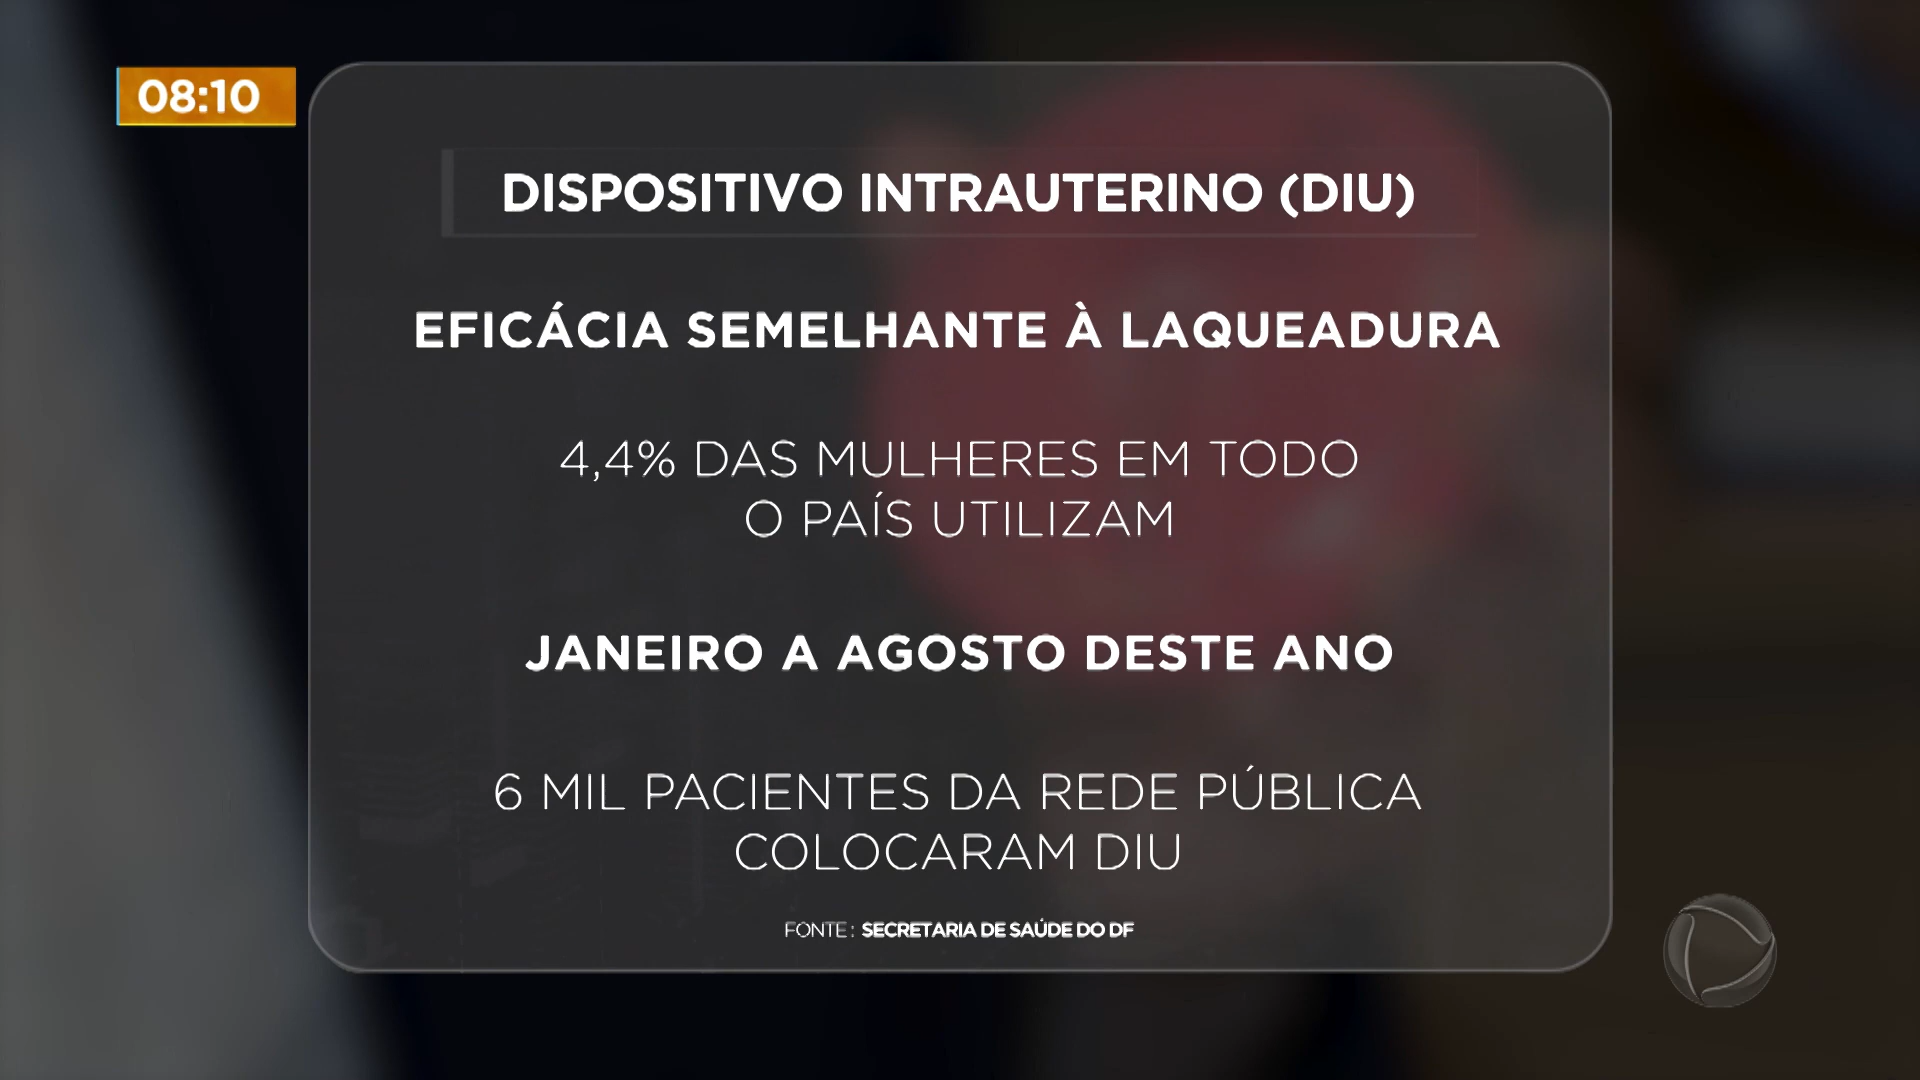 08:10
DISPOSITIVO INTRAUTERINO (DIU)
EFICÁCIA SEMELHANTE À LAQUEADURA
4,4% DAS MULHERES EM TODO
O PAÍS UTILIZAM
JANEIRO A AGOSTO DESTE ANO
6 MIL PACIENTES DA REDE PÚBLICA
COLOCARAM DIU
FONTE: SECRETARIA DE SAÚDE DO DF